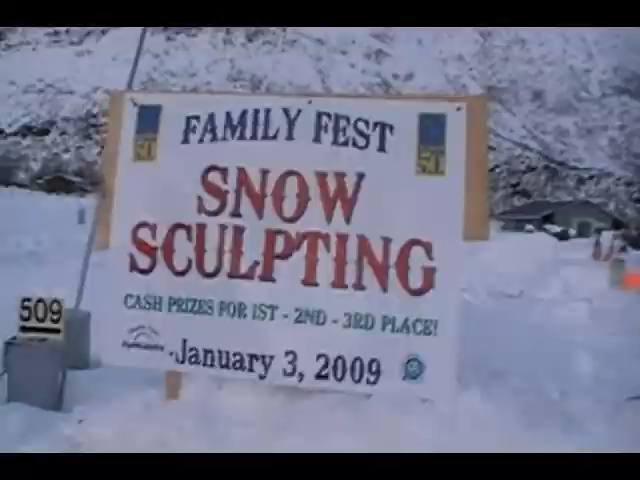 FAMILY FEST
SNOW
SCULPTING
CASH PRIZES FOR 1ST - 2ND - 3RD PLACE!
January 3, 2009
509